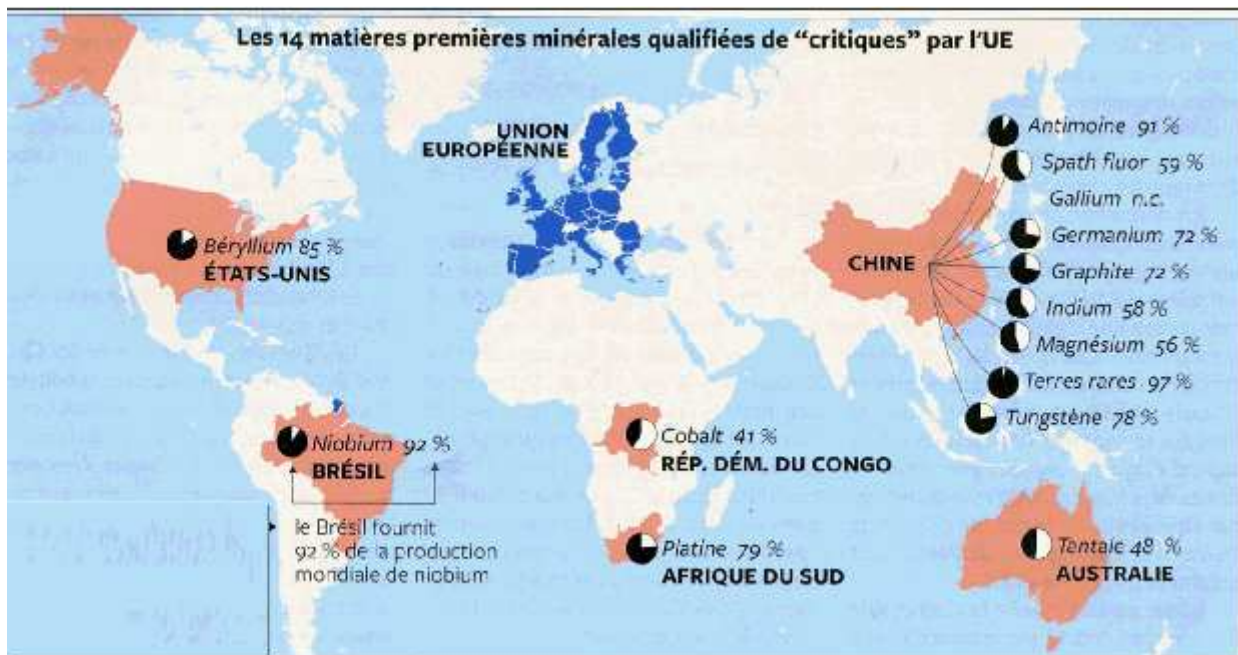 Les 14 matières premières minérales qualifiées de “critiques” par l'UE
UNION
EUROPÉENNE
Béryllium 85 %
ÉTATS-UNIS
Niobium 92 %
BRÉSIL
le Brésil fournit
92 % de la production
mondiale de niobium
Cobalt 41 %
RÉP. DÉM. DU CONGO
Platine 79 %
AFRIQUE DU SUD
CHINE
Antimoine 91 %
Spath fluor 59 %
Gallium n.c.
Germanium 72 %
Graphite 72 %
Indium 58 %
Magnésium 56 %
Terres rares 97 %
Tungstène 78 %
Tantale 48 %
AUSTRALIE